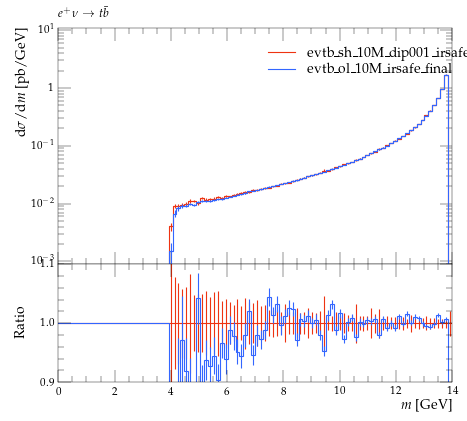 e⁺ν → tb̄
dσ/dm [pb/GeV]
10¹
1
10⁻¹
10⁻²
10⁻³
evtb_sh_10M_dip001_irsafe
evtb_ol_10M_irsafe_final
Ratio
1.1
1.0
0.9
0 2 4 6 8 10 12 14
m [GeV]